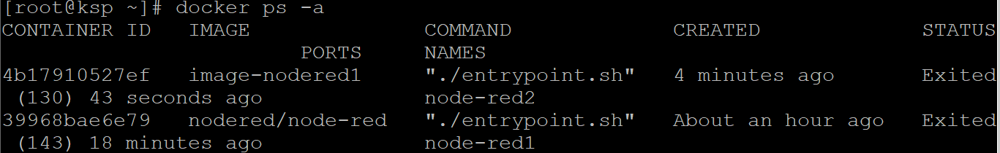 [root@ksp ~]# docker ps -a
CONTAINER ID   IMAGE               COMMAND             CREATED             STATUS
                         PORTS     NAMES
4b17910527ef   image-nodered1      "./entrypoint.sh"   4 minutes ago       Exited
 (130) 43 seconds ago              node-red2
39968bae6e79   nodered/node-red    "./entrypoint.sh"   About an hour ago   Exited
 (143) 18 minutes ago              node-red1